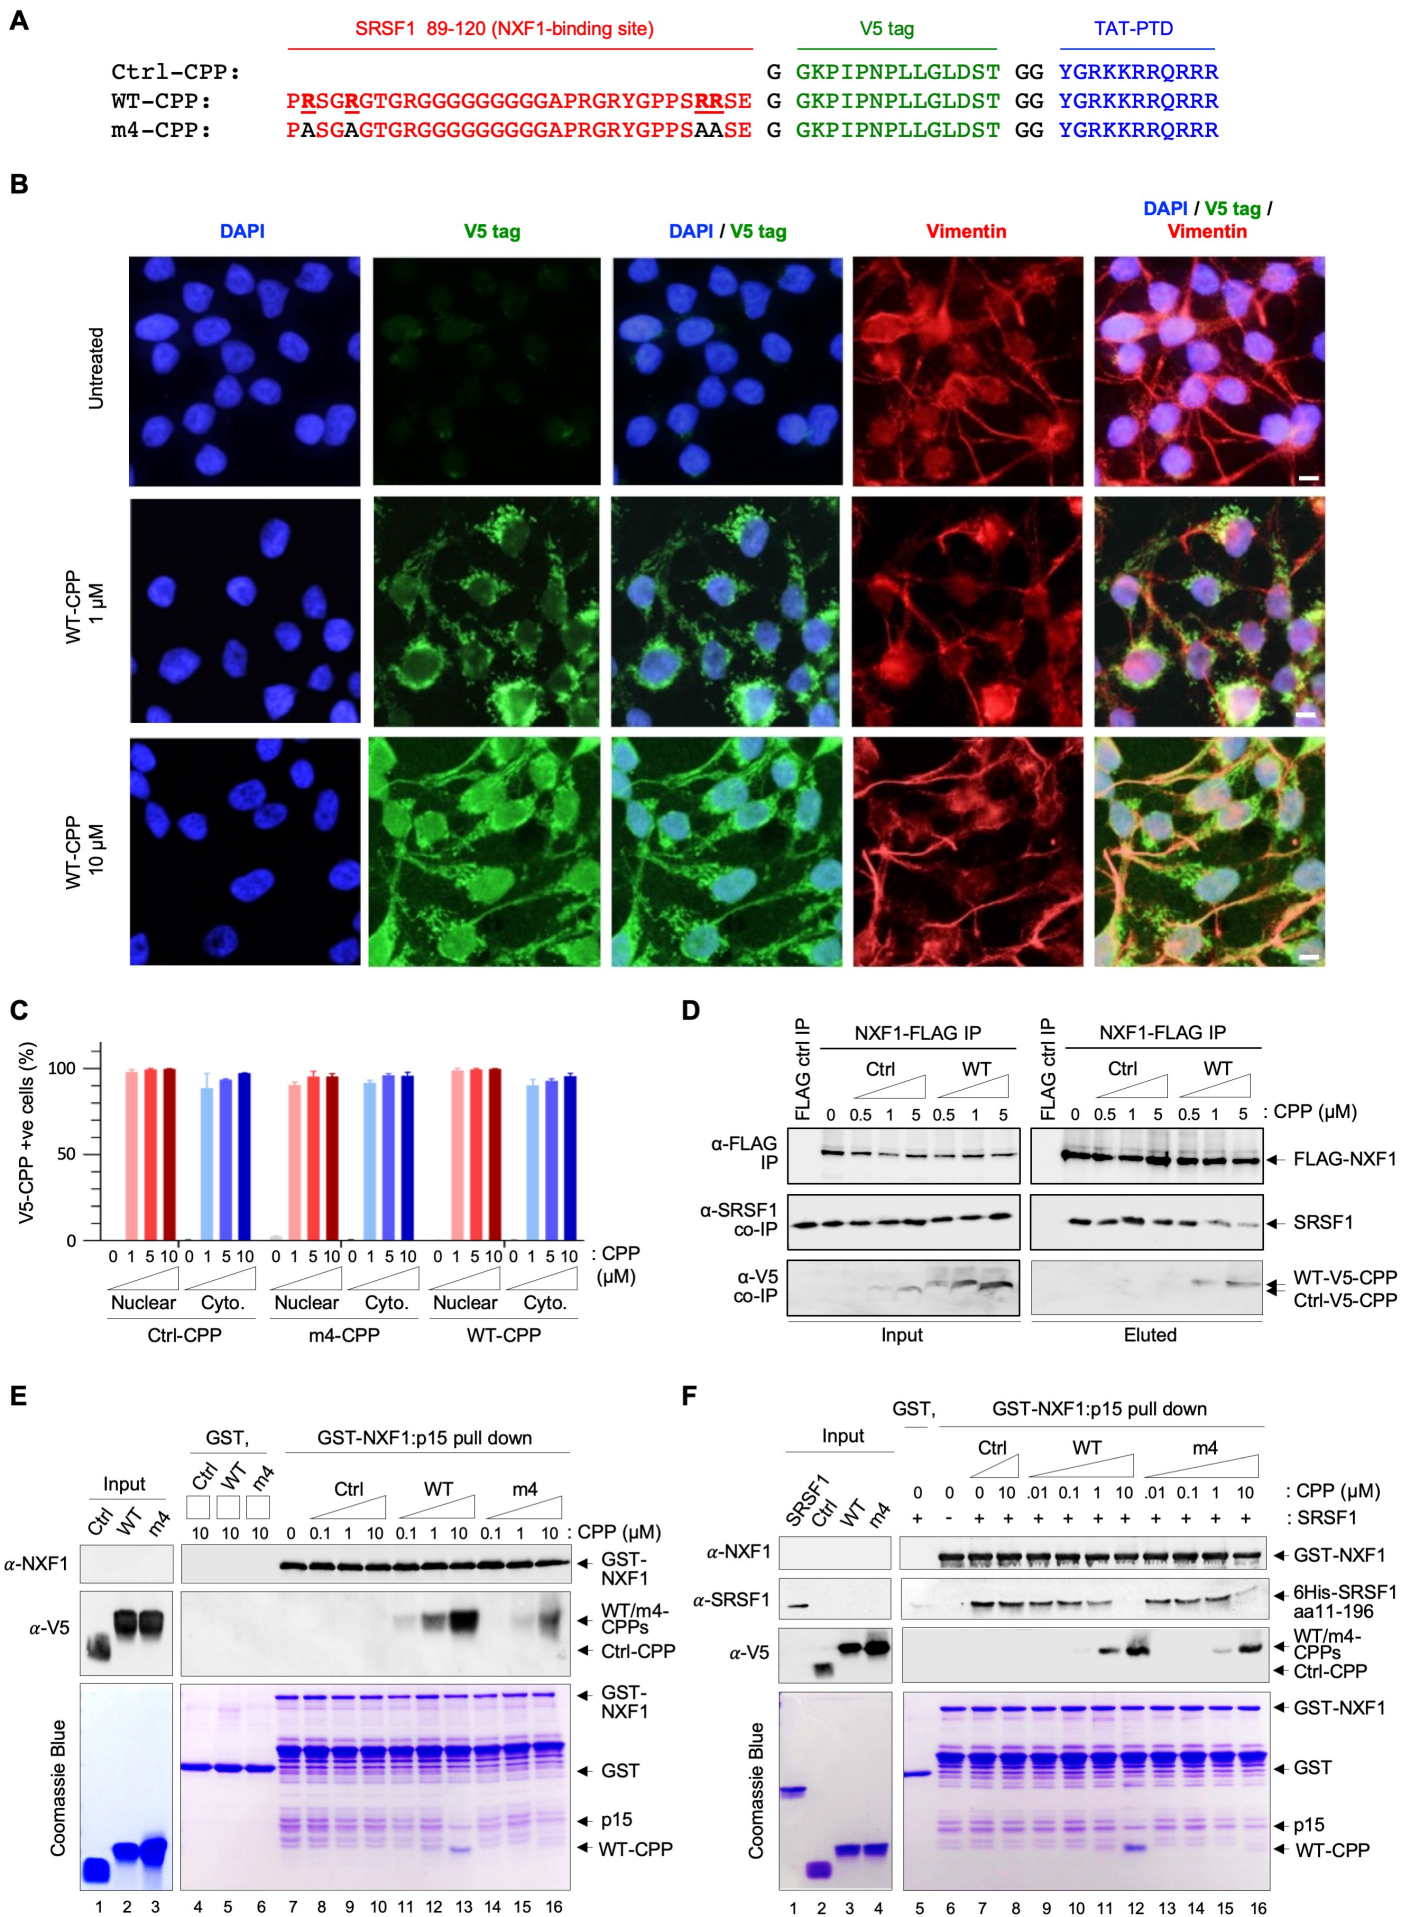 A
SRSF1 89-120 (NXF1-binding site) V5 tag TAT-PTD
Ctrl-CPP: G GKPIPNPLLGLDST GG YGRKKRRQRRR
WT-CPP: PRSGRGTGRGGGGGGGGGAPRGRYGPPSRRSE G GKPIPNPLLGLDST GG YGRKKRRQRRR
m4-CPP: PASGAGTGRGGGGGGGGGAPRGRYGPPSAASE G GKPIPNPLLGLDST GG YGRKKRRQRRR
B
DAPI V5 tag DAPI / V5 tag Vimentin DAPI / V5 tag / Vimentin
Untreated
WT-CPP
1 µM
WT-CPP
10 µM
C
V5-CPP +ve cells (%)
100
50
0
0 1 5 10 0 1 5 10 0 1 5 10 0 1 5 10 0 1 5 10 0 1 5 10 : CPP (µM)
Nuclear Cyto. Nuclear Cyto. Nuclear Cyto.
Ctrl-CPP m4-CPP WT-CPP
D
FLAG ctrl IP NXF1-FLAG IP FLAG ctrl IP NXF1-FLAG IP
Ctrl WT Ctrl WT
0 0.5 1 5 0.5 1 5 0 0.5 1 5 0.5 1 5 : CPP (µM)
α-FLAG IP FLAG-NXF1
α-SRSF1 co-IP SRSF1
α-V5 co-IP WT-V5-CPP
Ctrl-V5-CPP
Input Eluted
E
GST, GST-NXF1:p15 pull down
Input Ctrl WT m4 Ctrl WT m4
Ctrl WT m4 10 10 10 0 0.1 1 10 0.1 1 10 0.1 1 10 : CPP (µM)
α-NXF1 GST-NXF1
α-V5 WT/m4-CPPs
Ctrl-CPP
Coomassie Blue GST-NXF1
GST
p15
WT-CPP
1 2 3 4 5 6 7 8 9 10 11 12 13 14 15 16
F
GST, GST-NXF1:p15 pull down
Input Ctrl WT m4
SRSF1 Ctrl WT m4 0 0 0 10 .01 0.1 1 10 .01 0.1 1 10 : CPP (µM)
+ - + + + + + + + + + + : SRSF1
α-NXF1 GST-NXF1
α-SRSF1 6His-SRSF1 aa11-196
α-V5 WT/m4-CPPs
Ctrl-CPP
Coomassie Blue GST-NXF1
GST
p15
WT-CPP
1 2 3 4 5 6 7 8 9 10 11 12 13 14 15 16